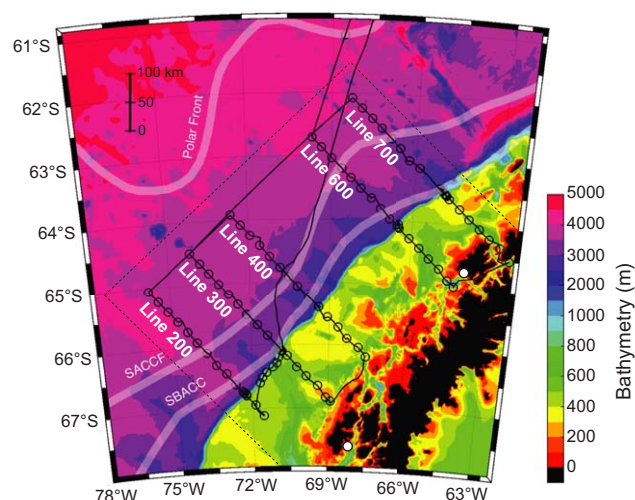 61°S
62°S
63°S
64°S
65°S
66°S
67°S
100 km
50
0
Polar Front
Line 700
Line 600
Line 400
Line 300
Line 200
SACCF
SBACC
78°W
75°W
72°W
69°W
66°W
63°W
5000
4000
3000
2000
1000
800
600
400
200
0
Bathymetry (m)